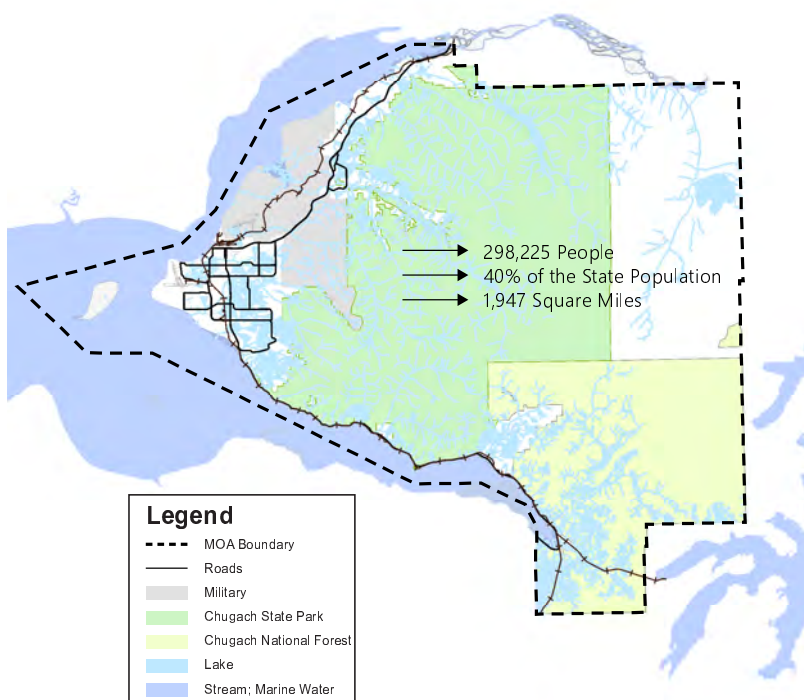 298,225 People
40% of the State Population
1,947 Square Miles
Legend
MOA Boundary
Roads
Military
Chugach State Park
Chugach National Forest
Lake
Stream; Marine Water